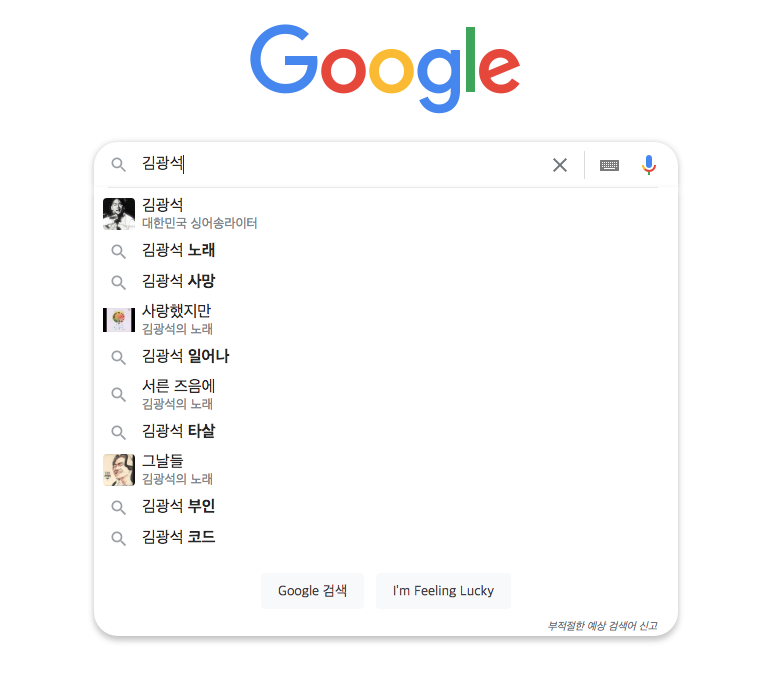 Google
김광석
김광석
대한민국 싱어송라이터
김광석 노래
김광석 사망
사랑했지만
김광석의 노래
김광석 일어나
서른 즈음에
김광석의 노래
김광석 타살
그날들
김광석의 노래
김광석 부인
김광석 코드
Google 검색 I'm Feeling Lucky
부적절한 예상 검색어 신고